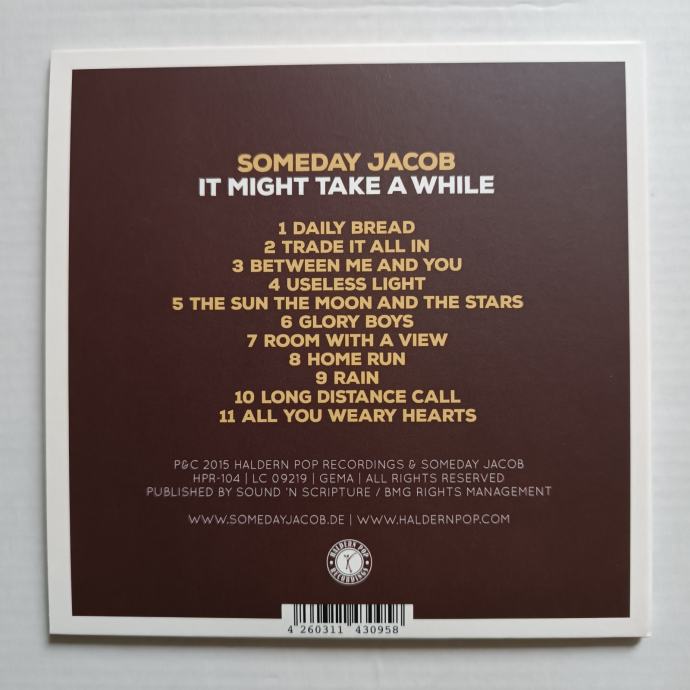 SOMEDAY JACOB
IT MIGHT TAKE A WHILE
1 DAILY BREAD
2 TRADE IT ALL IN
3 BETWEEN ME AND YOU
4 USELESS LIGHT
5 THE SUN THE MOON AND THE STARS
6 GLORY BOYS
7 ROOM WITH A VIEW
8 HOME RUN
9 RAIN
10 LONG DISTANCE CALL
11 ALL YOU WEARY HEARTS
P&C 2015 HALDERN POP RECORDINGS & SOMEDAY JACOB
HPR-104 | LC 09219 | GEMA | ALL RIGHTS RESERVED
PUBLISHED BY SOUND 'N SCRIPTURE / BMG RIGHTS MANAGEMENT
WWW.SOMEDAYJACOB.DE | WWW.HALDERNPOP.COM
HALDERN POP
RECORDINGS
4 260311 430958